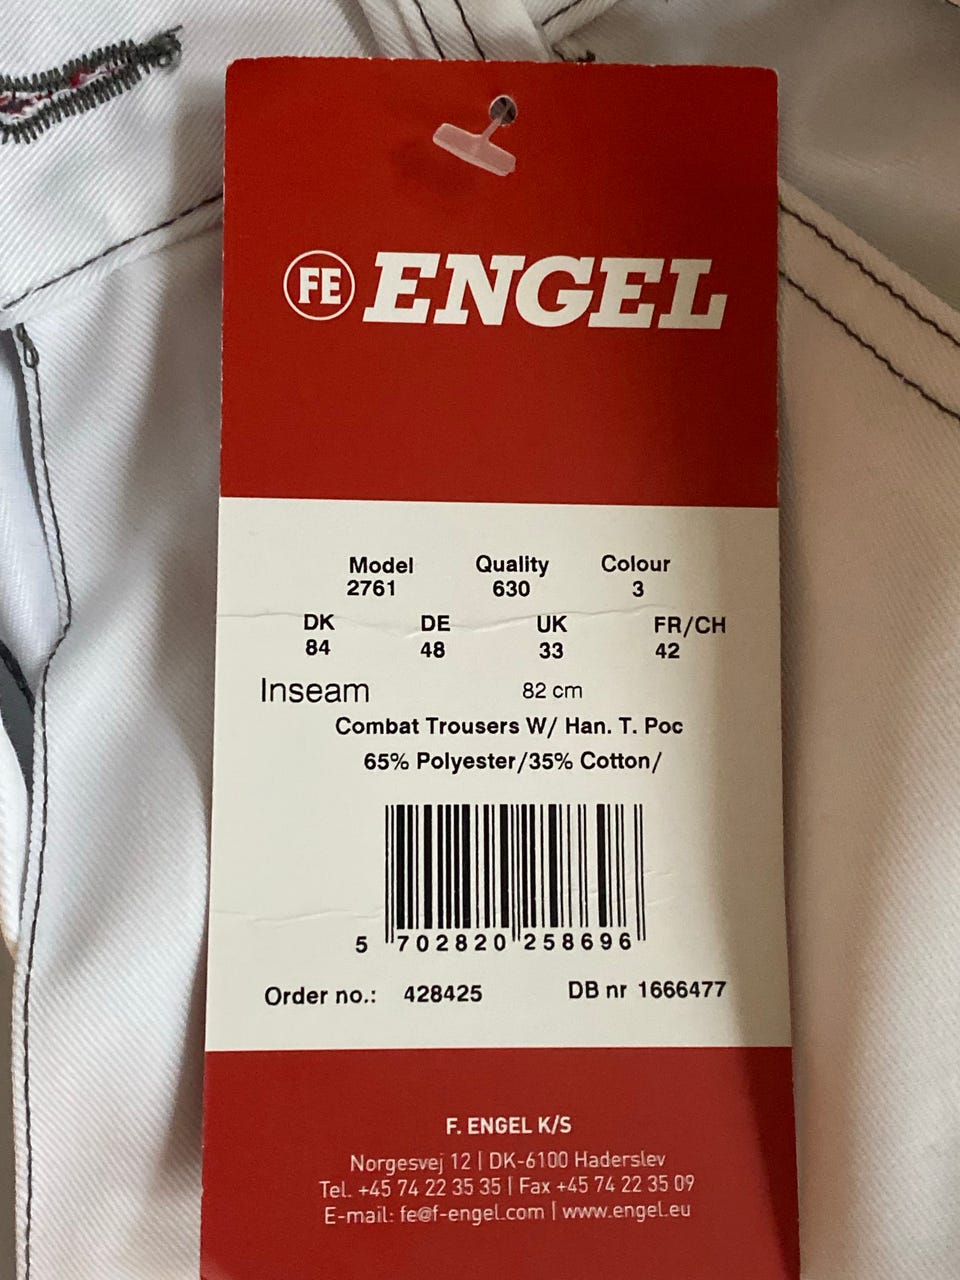 FE ENGEL
Model Quality Colour
2761 630 3
DK DE UK FR/CH
84 48 33 42
Inseam 82 cm
Combat Trousers W/ Han. T. Poc
65% Polyester/35% Cotton/
5 702820 258696
Order no.: 428425 DB nr 1666477
F. ENGEL K/S
Norgesvej 12 | DK-6100 Haderslev
Tel. +45 74 22 35 35 | Fax +45 74 22 35 09
E-mail: fe@f-engel.com | www.engel.eu